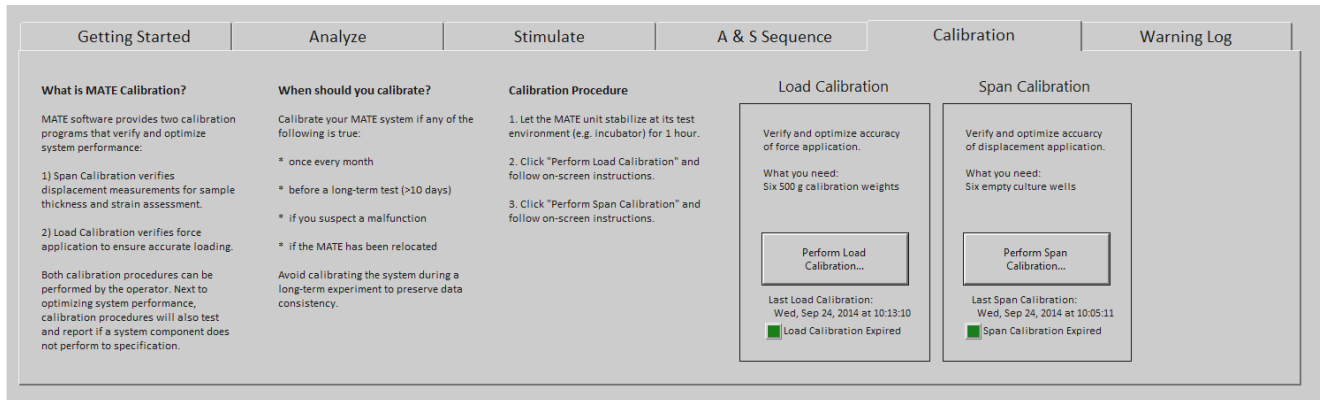 Getting Started
Analyze
Stimulate
A & S Sequence
Calibration
Warning Log
What is MATE Calibration?
MATE software provides two calibration
programs that verify and optimize
system performance:
1) Span Calibration verifies
displacement measurements for sample
thickness and strain assessment.
2) Load Calibration verifies force
application to ensure accurate loading.
Both calibration procedures can be
performed by the operator. Next to
optimizing system performance,
calibration procedures will also test
and report if a system component does
not perform to specification.
When should you calibrate?
Calibrate your MATE system if any of the
following is true:
* once every month
* before a long-term test (>10 days)
* if you suspect a malfunction
* if the MATE has been relocated
Avoid calibrating the system during a
long-term experiment to preserve data
consistency.
Calibration Procedure
1. Let the MATE unit stabilize at its test
environment (e.g. incubator) for 1 hour.
2. Click "Perform Load Calibration" and
follow on-screen instructions.
3. Click "Perform Span Calibration" and
follow on-screen instructions.
Load Calibration
Verify and optimize accuracy
of force application.
What you need:
Six 500 g calibration weights
Perform Load
Calibration...
Last Load Calibration:
Wed, Sep 24, 2014 at 10:13:10
Load Calibration Expired
Span Calibration
Verify and optimize accuarcy
of displacement application.
What you need:
Six empty culture wells
Perform Span
Calibration...
Last Span Calibration:
Wed, Sep 24, 2014 at 10:05:11
Span Calibration Expired